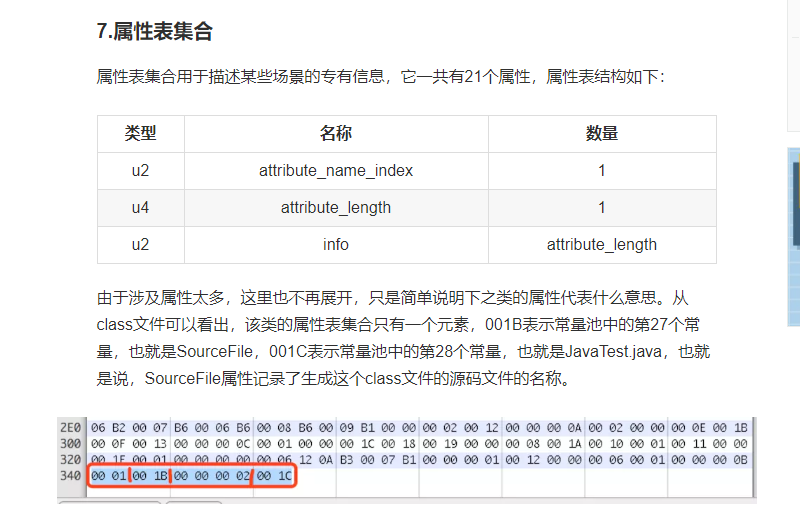 7.属性表集合
属性表集合用于描述某些场景的专有信息，它一共有21个属性，属性表结构如下：
类型 名称 数量
u2 attribute_name_index 1
u4 attribute_length 1
u2 info attribute_length
由于涉及属性太多，这里也不再展开，只是简单说明下之类的属性代表什么意思。从
class文件可以看出，该类的属性表集合只有一个元素，001B表示常量池中的第27个常
量，也就是SourceFile，001C表示常量池中的第28个常量，也就是JavaTest.java，也就
是说，SourceFile属性记录了生成这个class文件的源码文件的名称。
2E0 06 B2 00 07 B6 00 06 B6 00 08 B6 00 09 B1 00 00 00 02 00 12 00 00 00 0A 00 02 00 00 00 0E 00 1B
300 00 0F 00 13 00 00 00 0C 00 01 00 00 00 1C 00 18 00 19 00 00 00 08 00 1A 00 10 00 01 00 11 00 00
320 00 1F 00 01 00 00 00 00 00 06 12 0A B3 00 07 B1 00 00 00 01 00 12 00 00 00 06 00 01 00 00 00 0B
340 00 01 00 1B 00 00 00 02 00 1C